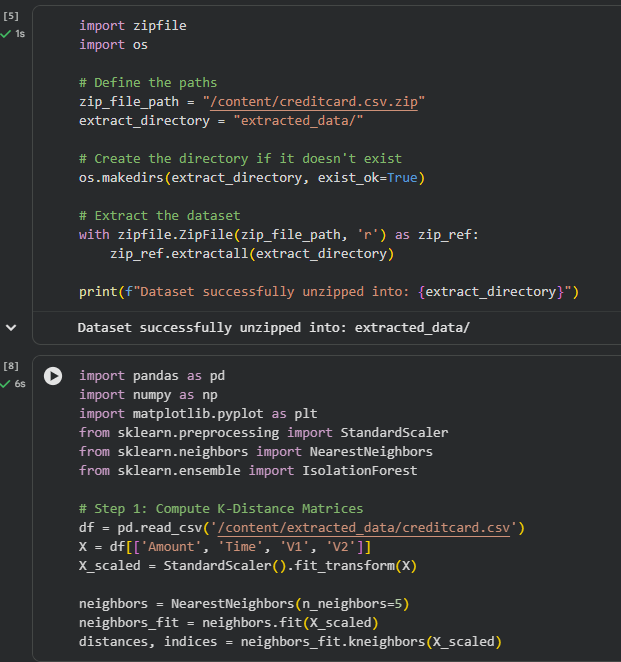 [5]
1s
import zipfile
import os
# Define the paths
zip_file_path = "/content/creditcard.csv.zip"
extract_directory = "extracted_data/"
# Create the directory if it doesn't exist
os.makedirs(extract_directory, exist_ok=True)
# Extract the dataset
with zipfile.ZipFile(zip_file_path, 'r') as zip_ref:
    zip_ref.extractall(extract_directory)
print(f"Dataset successfully unzipped into: {extract_directory}")
Dataset successfully unzipped into: extracted_data/
[8]
6s
import pandas as pd
import numpy as np
import matplotlib.pyplot as plt
from sklearn.preprocessing import StandardScaler
from sklearn.neighbors import NearestNeighbors
from sklearn.ensemble import IsolationForest
# Step 1: Compute K-Distance Matrices
df = pd.read_csv('/content/extracted_data/creditcard.csv')
X = df[['Amount', 'Time', 'V1', 'V2']]
X_scaled = StandardScaler().fit_transform(X)
neighbors = NearestNeighbors(n_neighbors=5)
neighbors_fit = neighbors.fit(X_scaled)
distances, indices = neighbors_fit.kneighbors(X_scaled)